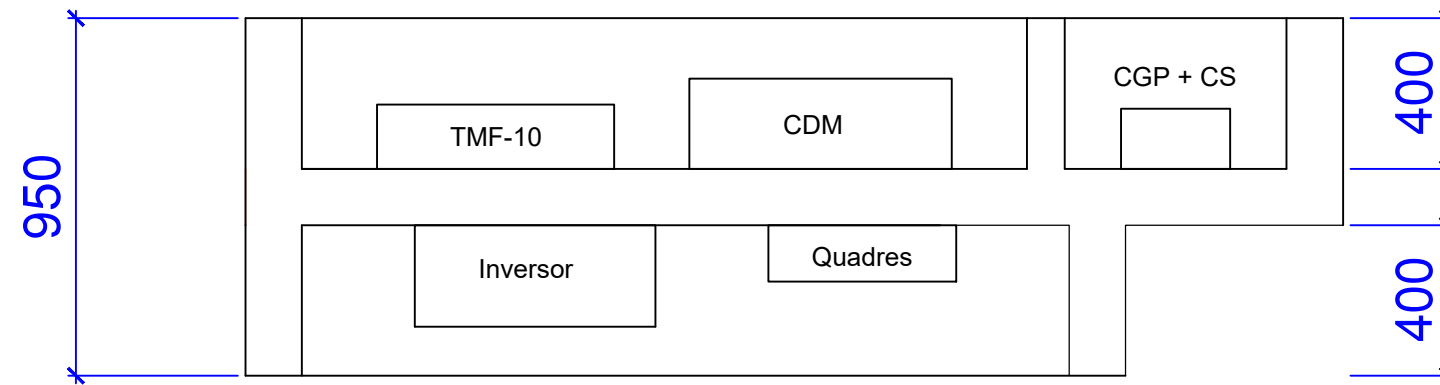 CGP + CS
400
CDM
TMF-10
950
Quadres
Inversor
400